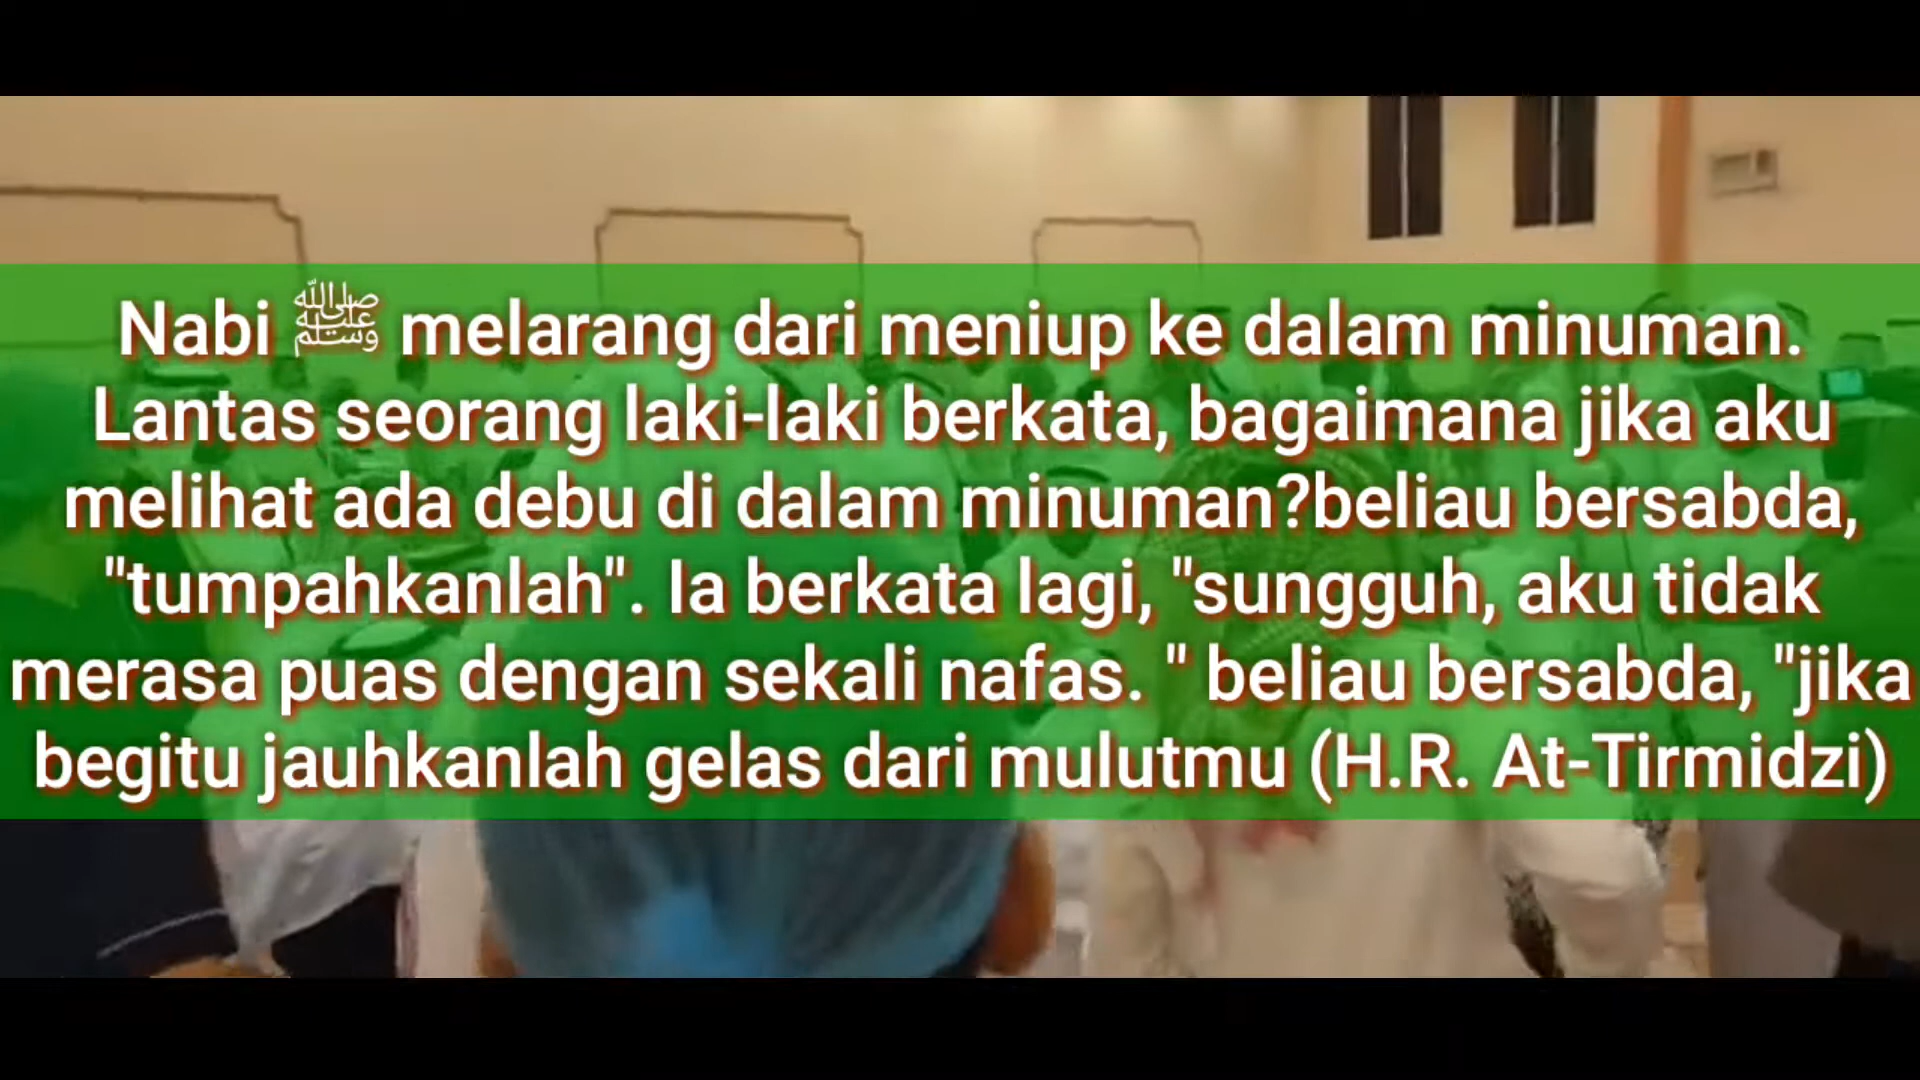 Nabi ﷺ melarang dari meniup ke dalam minuman.
Lantas seorang laki-laki berkata, bagaimana jika aku
melihat ada debu di dalam minuman?beliau bersabda,
"tumpahkanlah". Ia berkata lagi, "sungguh, aku tidak
merasa puas dengan sekali nafas. " beliau bersabda, "jika
begitu jauhkanlah gelas dari mulutmu (H.R. At-Tirmidzi)